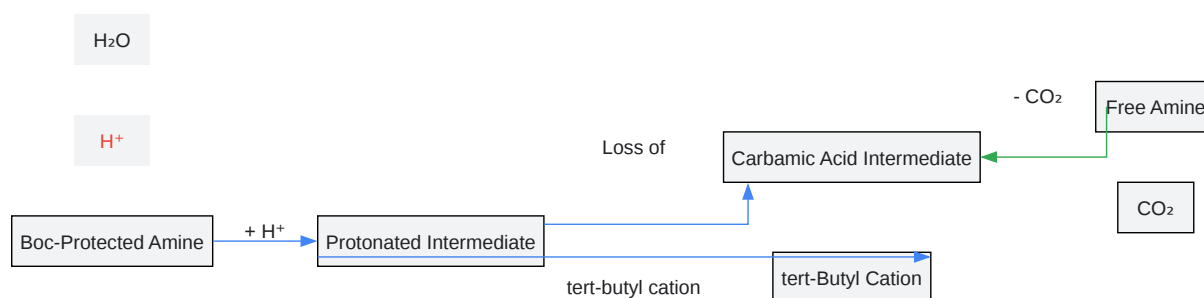 H₂O
- CO₂
Free Amine
H⁺
Loss of
Carbamic Acid Intermediate
CO₂
Boc-Protected Amine
+ H⁺
Protonated Intermediate
tert-Butyl Cation
tert-butyl cation